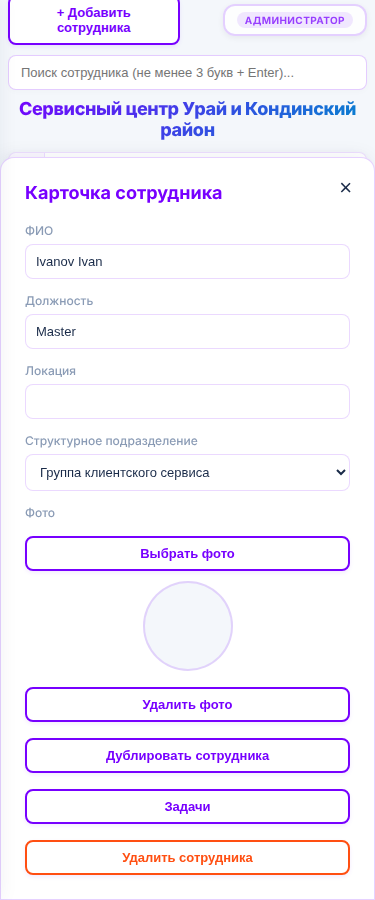 + Добавить
сотрудника
АДМИНИСТРАТОР
Поиск сотрудника (не менее 3 букв + Enter)...
Сервисный центр Урай и Кондинский
район
Карточка сотрудника
×
ФИО
Ivanov Ivan
Должность
Master
Локация
Структурное подразделение
Группа клиентского сервиса
Фото
Выбрать фото
Удалить фото
Дублировать сотрудника
Задачи
Удалить сотрудника